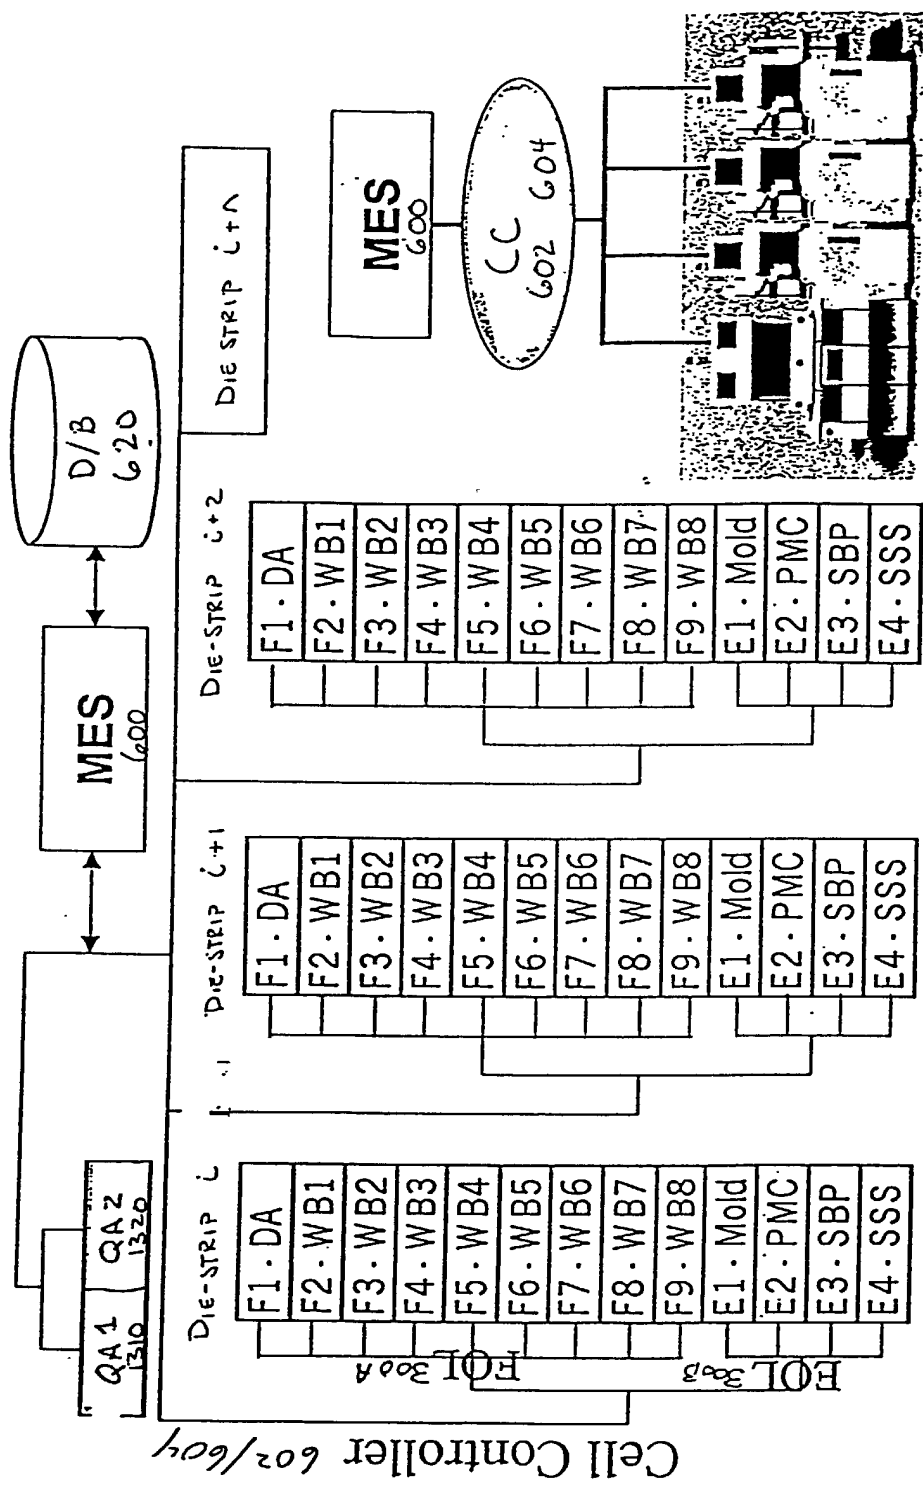 QA1
1310
QA2
1320
MES
600
D/B
620
Cell Controller 602/604
DIE-STRIP i
F1·DA
F2·WB1
F3·WB2
F4·WB3
F5·WB4
F6·WB5
F7·WB6
F8·WB7
F9·WB8
E1·Mold
E2·PMC
E3·SBP
E4·SSS
FOL 300A
EOL 300B
DIE-STRIP i+1
F1·DA
F2·WB1
F3·WB2
F4·WB3
F5·WB4
F6·WB5
F7·WB6
F8·WB7
F9·WB8
E1·Mold
E2·PMC
E3·SBP
E4·SSS
DIE-STRIP i+2
F1·DA
F2·WB1
F3·WB2
F4·WB3
F5·WB4
F6·WB5
F7·WB6
F8·WB7
F9·WB8
E1·Mold
E2·PMC
E3·SBP
E4·SSS
DIE STRIP i+n
MES
600
CC
602 604